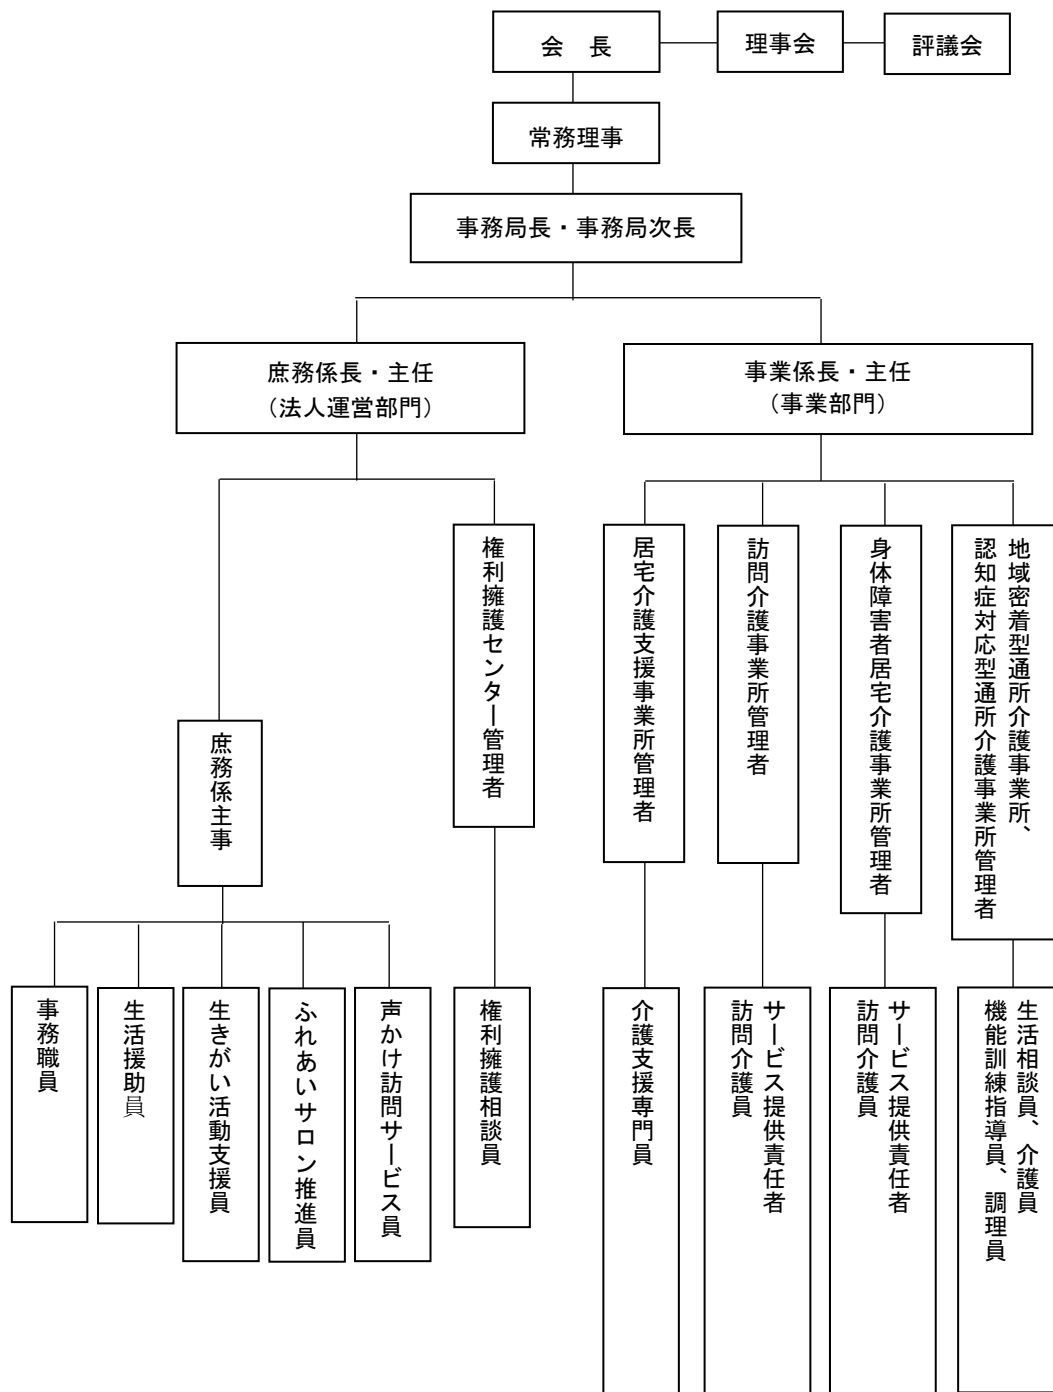 会　長
理事会
評議会
常務理事
事務局長・事務局次長
庶務係長・主任
（法人運営部門）
事業係長・主任
（事業部門）
権利擁護センター管理者
居宅介護支援事業所管理者
訪問介護事業所管理者
身体障害者居宅介護事業所管理者
地域密着型通所介護事業所、
認知症対応型通所介護事業所管理者
庶務係主事
事務職員
生活援助員
生きがい活動支援員
ふれあいサロン推進員
声かけ訪問サービス員
権利擁護相談員
介護支援専門員
サービス提供責任者
訪問介護員
サービス提供責任者
訪問介護員
生活相談員、介護員
機能訓練指導員、調理員